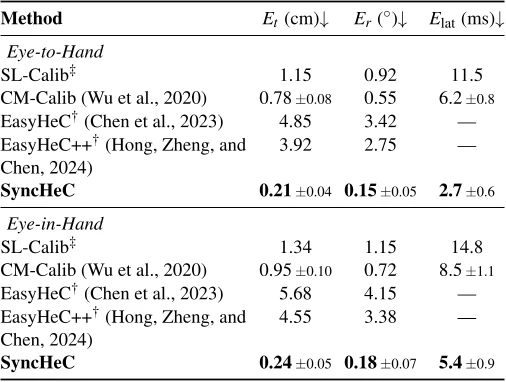 Method E_t (cm)↓ E_r (°)↓ E_lat (ms)↓
Eye-to-Hand
SL-Calib‡ 1.15 0.92 11.5
CM-Calib (Wu et al., 2020) 0.78 ±0.08 0.55 6.2 ±0.8
EasyHeC† (Chen et al., 2023) 4.85 3.42 —
EasyHeC++† (Hong, Zheng, and 3.92 2.75 —
Chen, 2024)
SyncHeC 0.21 ±0.04 0.15 ±0.05 2.7 ±0.6
Eye-in-Hand
SL-Calib‡ 1.34 1.15 14.8
CM-Calib (Wu et al., 2020) 0.95 ±0.10 0.72 8.5 ±1.1
EasyHeC† (Chen et al., 2023) 5.68 4.15 —
EasyHeC++† (Hong, Zheng, and 4.55 3.38 —
Chen, 2024)
SyncHeC 0.24 ±0.05 0.18 ±0.07 5.4 ±0.9